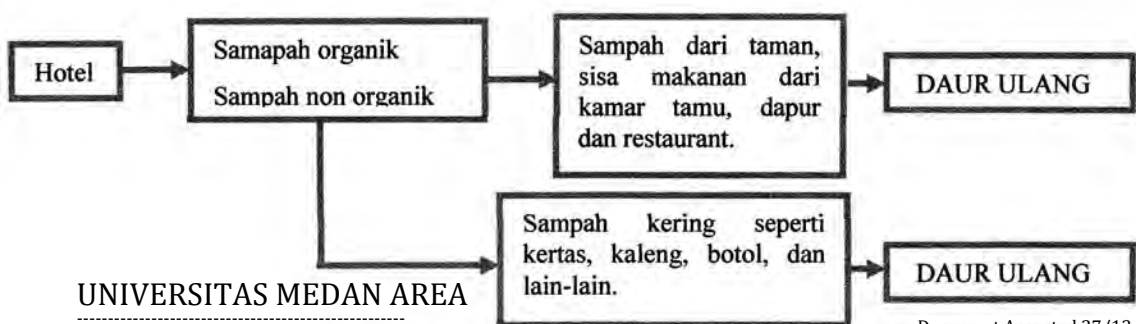 Hotel
Samapah organik
Sampah non organik
Sampah dari taman,
sisa makanan dari
kamar tamu, dapur
dan restaurant.
DAUR ULANG
Sampah kering seperti
kertas, kaleng, botol, dan
lain-lain.
DAUR ULANG
UNIVERSITAS MEDAN AREA